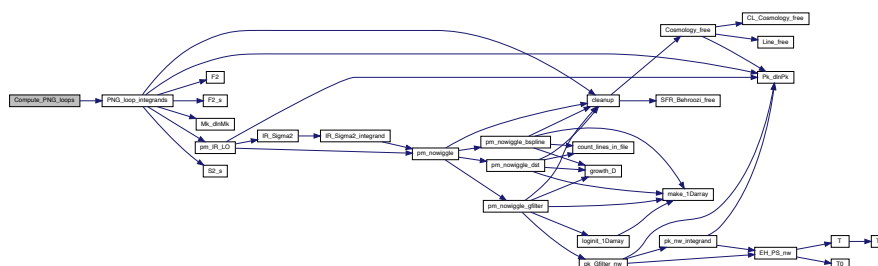 Compute_PNG_loops
PNG_loop_integrands
F2
F2_s
Mk_dlnMk
pm_IR_LO
S2_s
IR_Sigma2
IR_Sigma2_integrand
pm_nowiggle
pm_nowiggle_bspline
pm_nowiggle_dst
pm_nowiggle_gfilter
cleanup
count_lines_in_file
growth_D
loginit_1Darray
pk_Gfilter_nw
Cosmology_free
SFR_Behroozi_free
make_1Darray
pk_nw_integrand
CL_Cosmology_free
Line_free
Pk_dlnPk
EH_PS_nw
T
T0